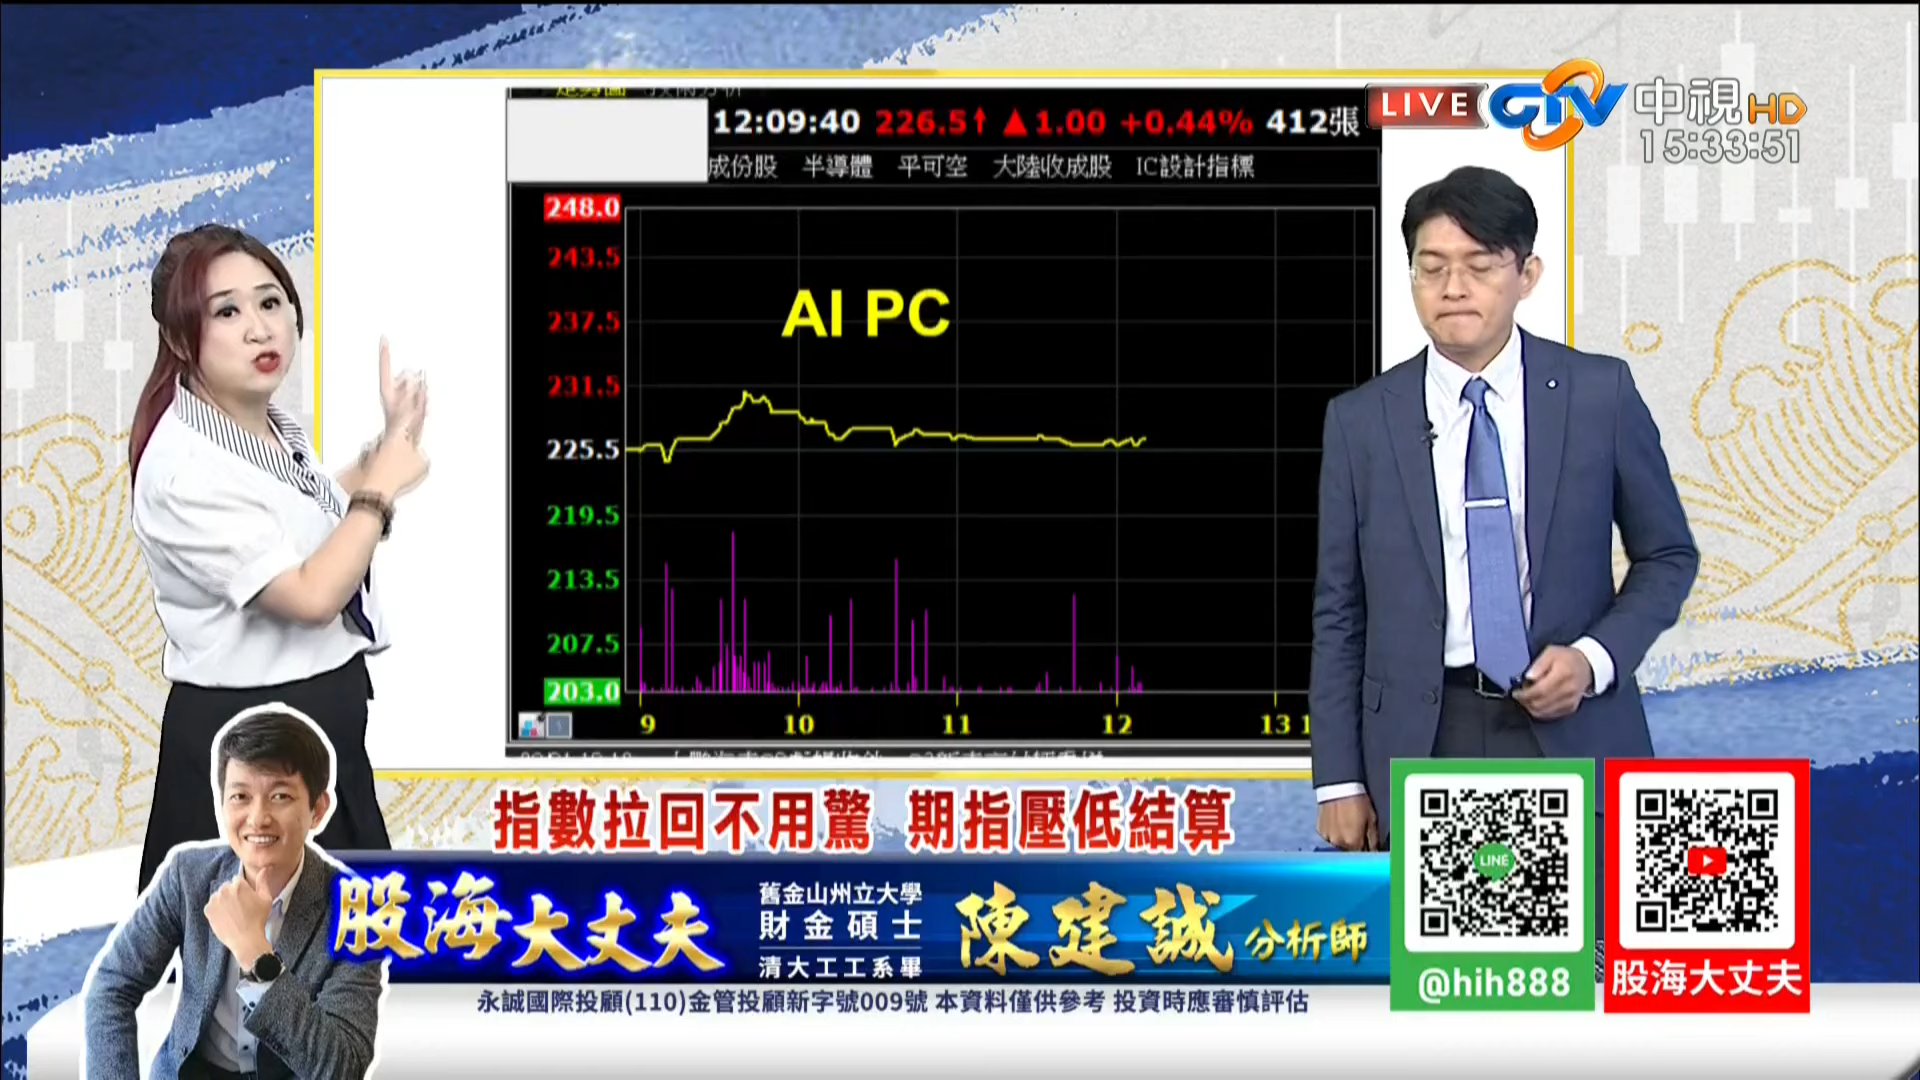 LIVE CTV 中視HD
15:33:51
12:09:40 226.5↑ ▲1.00 +0.44% 412張
成份股 半導體 平可空 大陸收成股 IC設計指標
248.0
243.5
237.5
231.5
225.5
219.5
213.5
207.5
203.0
AI PC
9 10 11 12 13
指數拉回不用驚 期指壓低結算
股海大丈夫
舊金山州立大學
財金碩士
清大工工系畢
陳建誠 分析師
永誠國際投顧(110)金管投顧新字號009號 本資料僅供參考 投資時應審慎評估
LINE
@hih888
股海大丈夫